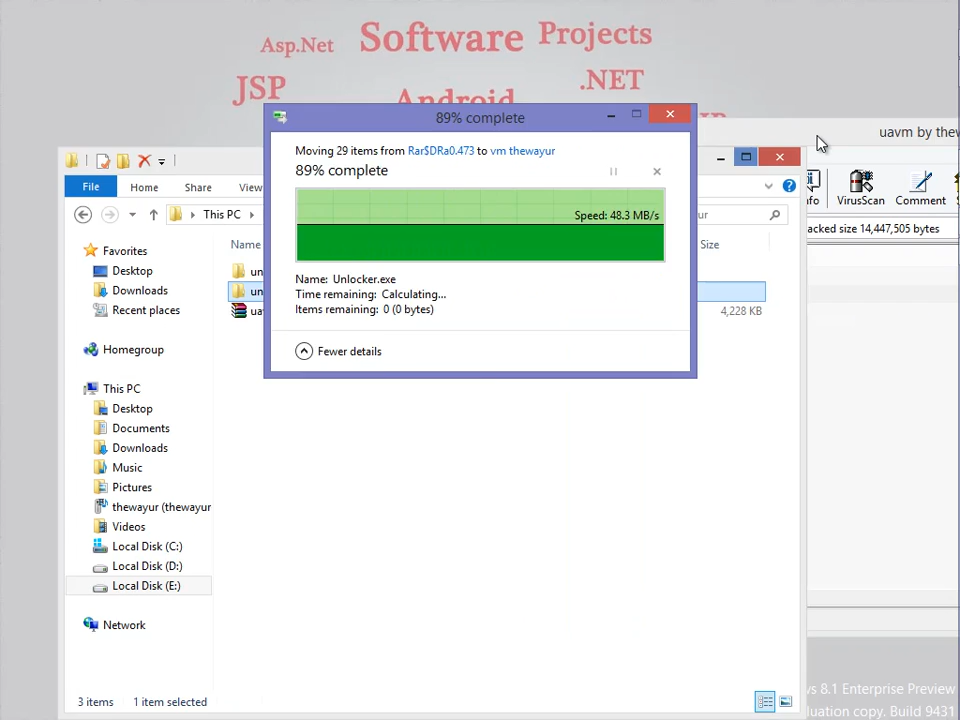 Asp.Net Software Projects
JSP .NET
Android
89% complete
uavm by thew
Moving 29 items from Rar$DRa0.473 to vm thewayur
89% complete
Speed: 48.3 MB/s
Name: Unlocker.exe
Time remaining: Calculating...
Items remaining: 0 (0 bytes)
Fewer details
File Home Share View
VirusScan Comment
This PC
acked size 14,447,505 bytes
Name
Size
un
un
ua
4,228 KB
Favorites
Desktop
Downloads
Recent places
Homegroup
This PC
Desktop
Documents
Downloads
Music
Pictures
thewayur (thewayur
Videos
Local Disk (C:)
Local Disk (D:)
Local Disk (E:)
Network
3 items 1 item selected
s 8.1 Enterprise Preview
luation copy. Build 9431